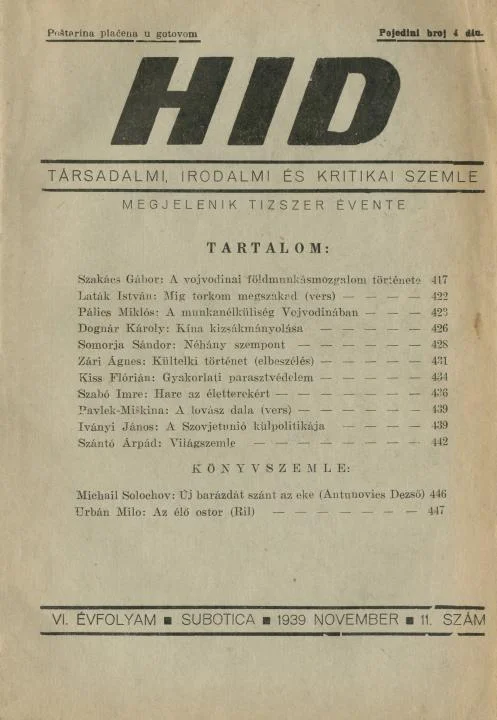 Poštarina plaćena u gotovom
Pojedini broj 4 din.
HID
TÁRSADALMI, IRODALMI ÉS KRITIKAI SZEMLE
MEGJELENIK TIZSZER ÉVENTE
TARTALOM:
Szakács Gábor: A vojvodinai földmunkásmozgalom története 417
Laták István: Mig torkom megszakad (vers) — — — — 422
Pálics Miklós: A munkanélküliség Vojvodinában — — — 423
Dognár Károly: Kína kizsákmányolása — — — — — 426
Somorja Sándor: Néhány szempont — — — — — 428
Zári Ágnes: Kültelki történet (elbeszélés) — — — — — 431
Kiss Flórián: Gyakorlati parasztvédelem — — — — — 434
Szabó Imre: Harc az életterekért — — — — — — — 436
Pavlek-Miškina: A lovász dala (vers) — — — — — — 439
Iványi János: A Szovjetunió külpolitikája — — — — 439
Szántó Árpád: Világszemle — — — — — — — 442
KÖNYVSZEMLE:
Michail Solochov: Új barázdát szánt az eke (Antunovics Dezső) 446
Urbán Milo: Az élő ostor (Ril) — — — — — — — 447
VI. ÉVFOLYAM ■ SUBOTICA ■ 1939 NOVEMBER ■ 11. SZÁM